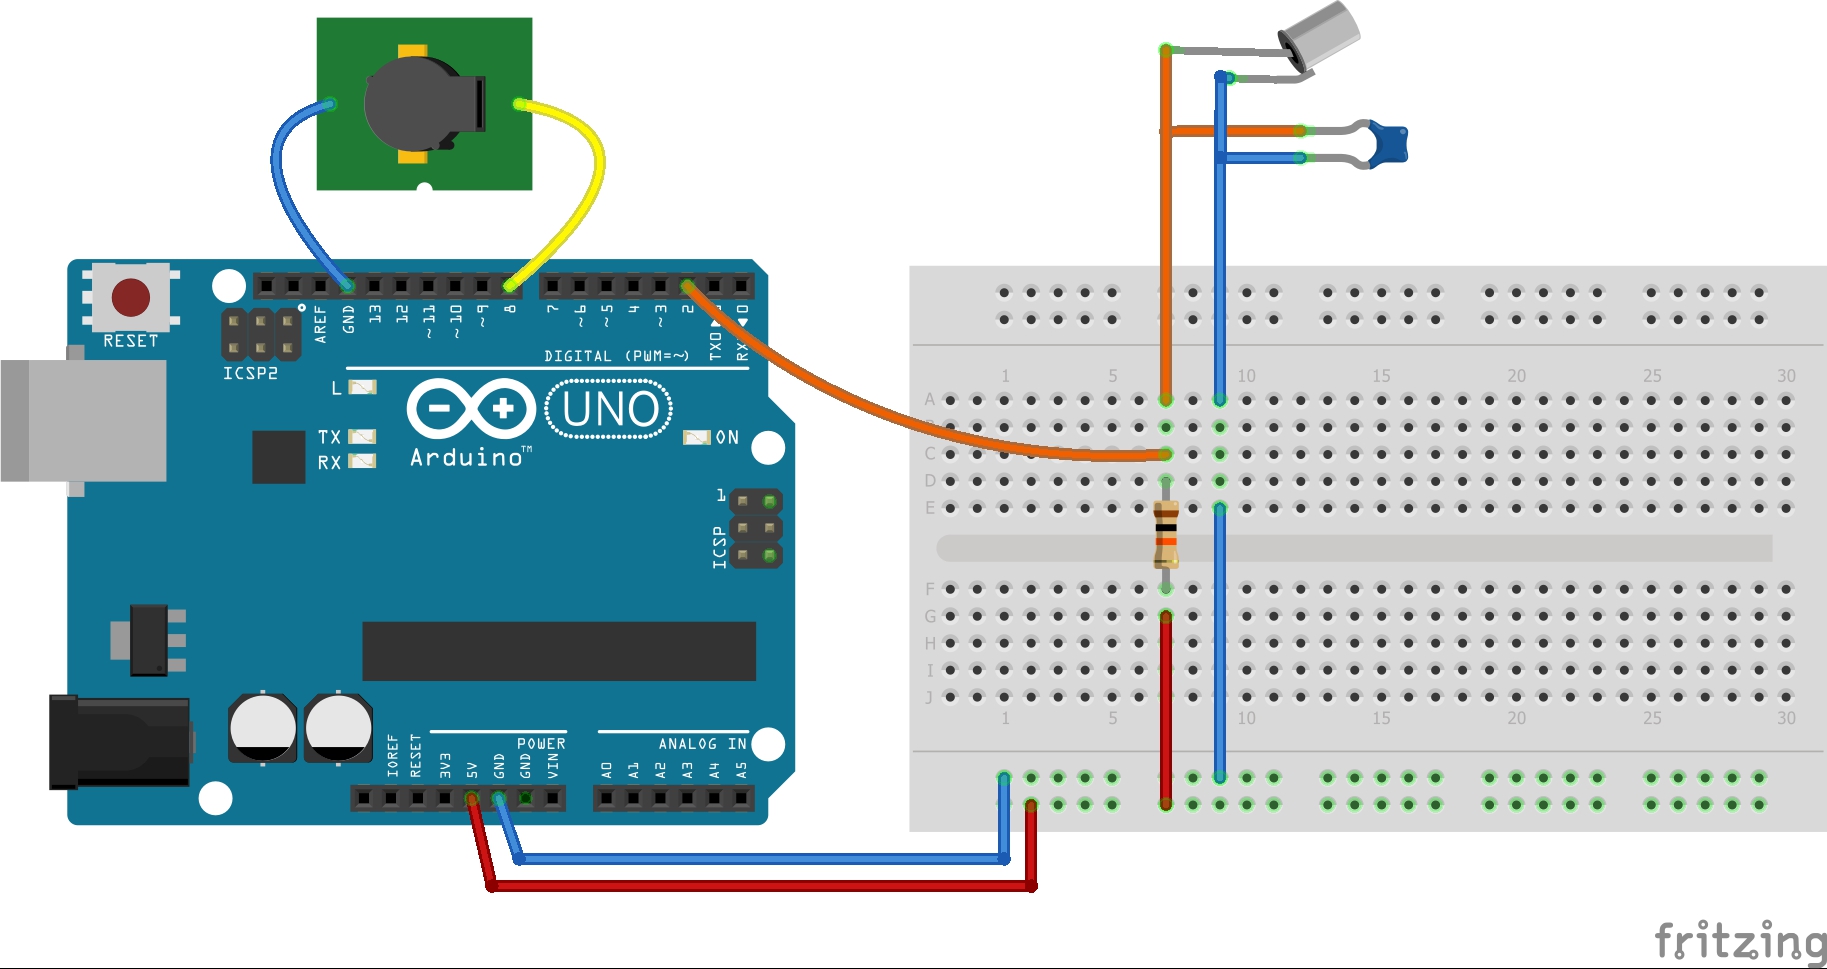 AREF
GND
13
12
~11
~10
~9
8
7
~6
~5
4
~3
2
TXO
RX
0
RESET
ICSP2
DIGITAL (PWM=~)
L
TX
RX
UNO
Arduino™
ON
1
ICSP
IOREF
RESET
3V3
5V
GND
GND
VIN
POWER
ANALOG IN
A0
A1
A2
A3
A4
A5
1 5 10 15 20 25 30
A
C
D
E
F
G
H
I
J
1 5 10 15 20 25 30
fritzing